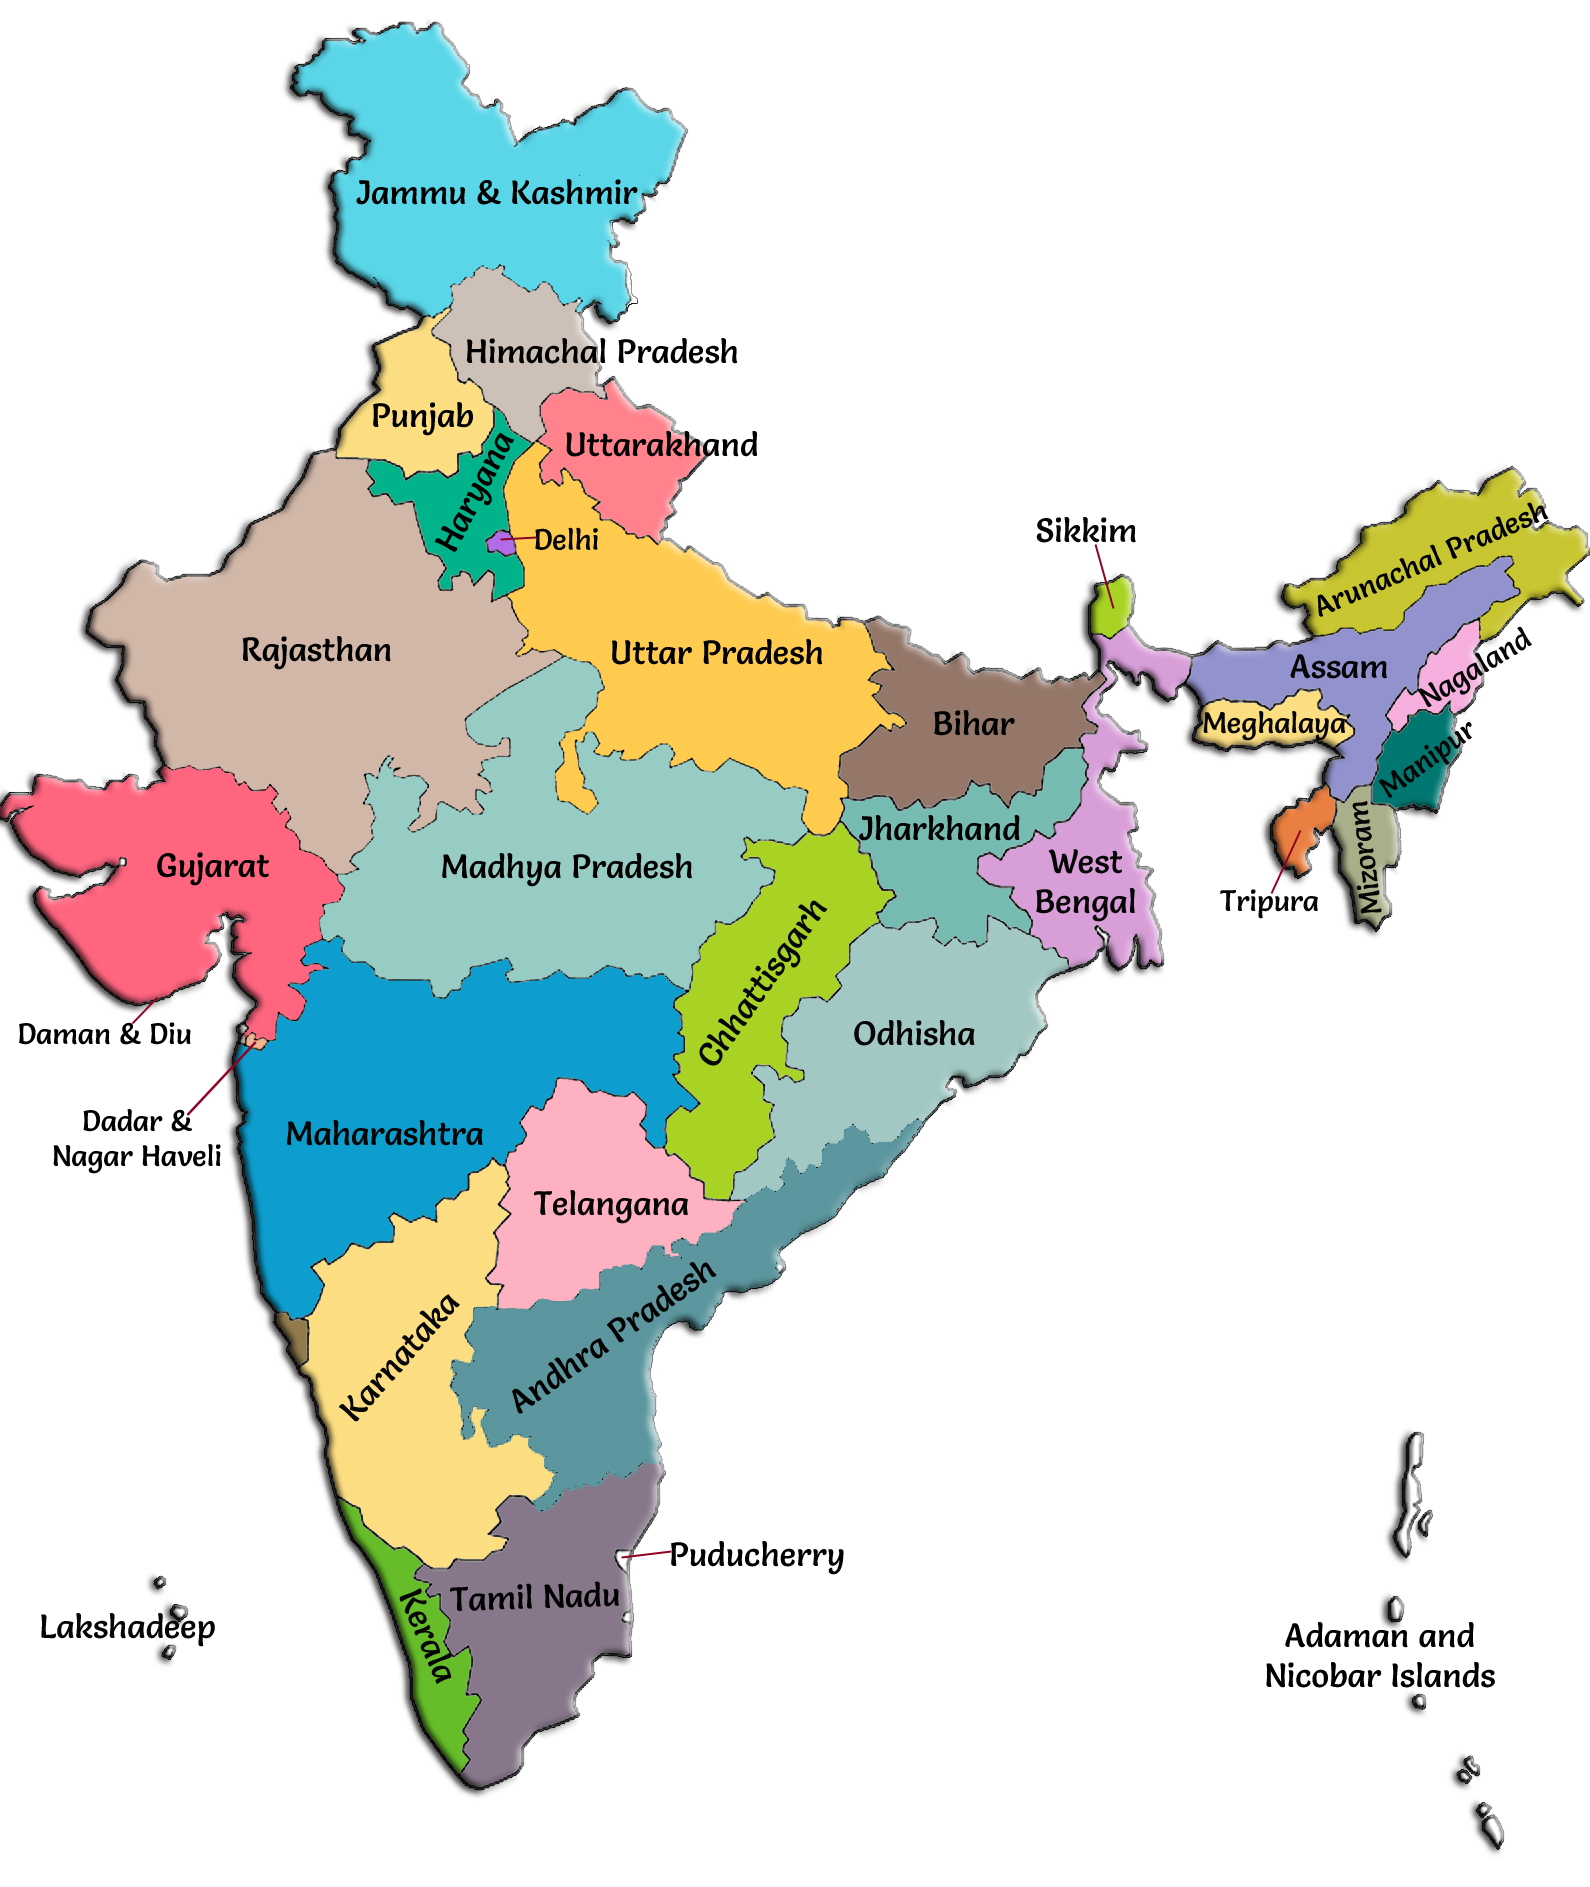 Jammu & Kashmir
Himachal Pradesh
Punjab
Uttarakhand
Haryana
Delhi
Sikkim
Arunachal Pradesh
Rajasthan
Uttar Pradesh
Assam
Nagaland
Bihar
Meghalaya
Manipur
Jharkhand
Gujarat
Madhya Pradesh
West
Bengal
Mizoram
Tripura
Chhattisgarh
Daman & Diu
Odhisha
Dadar &
Nagar Haveli
Maharashtra
Telangana
Andhra Pradesh
Karnataka
Puducherry
Tamil Nadu
Kerala
Lakshadeep
Adaman and
Nicobar Islands